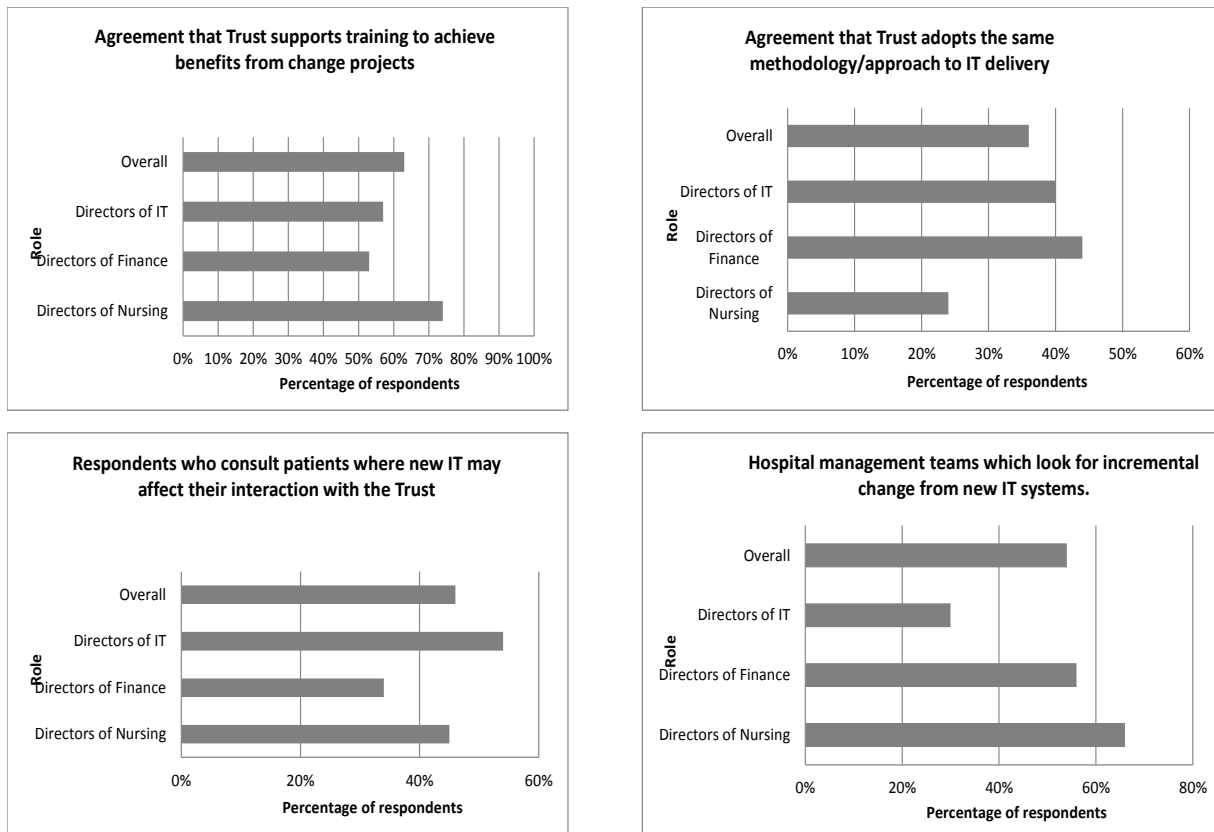 Agreement that Trust supports training to achieve
benefits from change projects
Overall
Directors of IT
Directors of Finance
Directors of Nursing
Role
0% 10% 20% 30% 40% 50% 60% 70% 80% 90% 100%
Percentage of respondents
Agreement that Trust adopts the same
methodology/approach to IT delivery
Overall
Directors of IT
Directors of
Finance
Directors of
Nursing
Role
0% 10% 20% 30% 40% 50% 60%
Percentage of respondents
Respondents who consult patients where new IT may
affect their interaction with the Trust
Overall
Directors of IT
Directors of Finance
Directors of Nursing
Role
0% 20% 40% 60%
Percentage of respondents
Hospital management teams which look for incremental
change from new IT systems.
Overall
Directors of IT
Directors of Finance
Directors of Nursing
Role
0% 20% 40% 60% 80%
Percentage of respondents